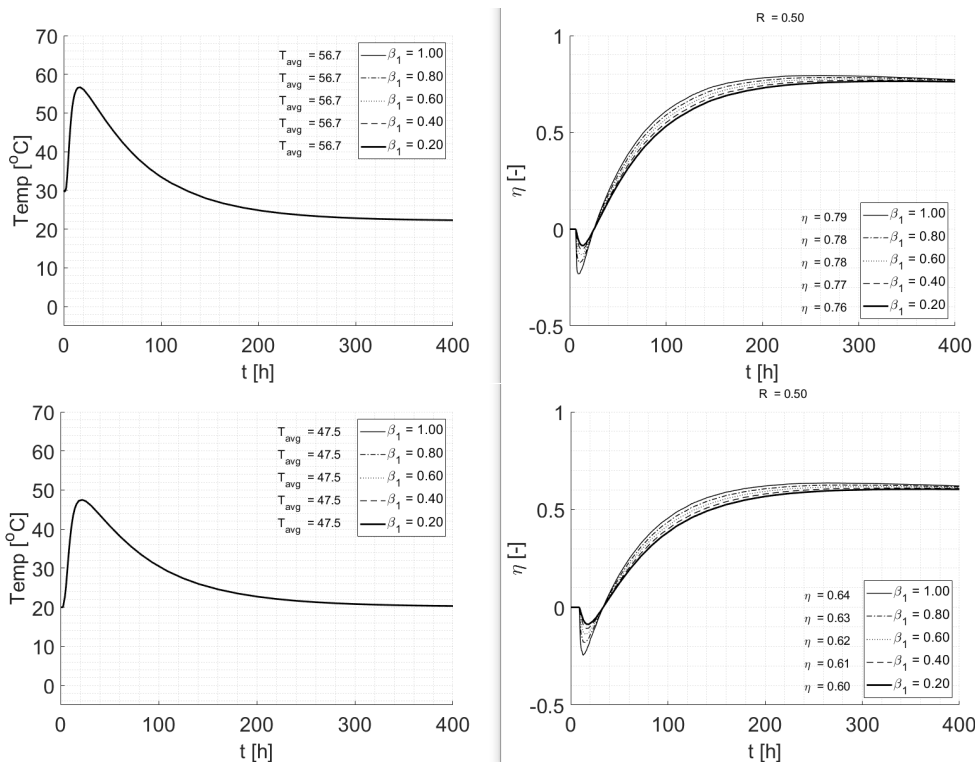 R = 0.50
70
60
50
40
30
20
10
0
Temp [°C]
T_avg = 56.7
T_avg = 56.7
T_avg = 56.7
T_avg = 56.7
T_avg = 56.7
β_1 = 1.00
β_1 = 0.80
β_1 = 0.60
β_1 = 0.40
β_1 = 0.20
0 100 200 300 400
t [h]
1
0.5
0
-0.5
η [-]
η = 0.79
η = 0.78
η = 0.78
η = 0.77
η = 0.76
β_1 = 1.00
β_1 = 0.80
β_1 = 0.60
β_1 = 0.40
β_1 = 0.20
0 100 200 300 400
t [h]
R = 0.50
70
60
50
40
30
20
10
0
Temp [°C]
T_avg = 47.5
T_avg = 47.5
T_avg = 47.5
T_avg = 47.5
T_avg = 47.5
β_1 = 1.00
β_1 = 0.80
β_1 = 0.60
β_1 = 0.40
β_1 = 0.20
0 100 200 300 400
t [h]
1
0.5
0
-0.5
η [-]
η = 0.64
η = 0.63
η = 0.62
η = 0.61
η = 0.60
β_1 = 1.00
β_1 = 0.80
β_1 = 0.60
β_1 = 0.40
β_1 = 0.20
0 100 200 300 400
t [h]